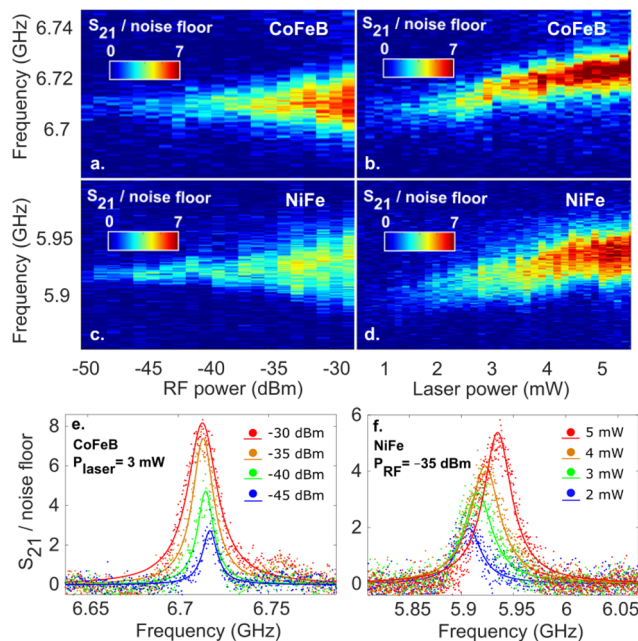 S21 / noise floor
0 7
CoFeB
a.
S21 / noise floor
0 7
CoFeB
b.
Frequency (GHz)
6.74
6.72
6.7
S21 / noise floor
0 7
NiFe
c.
S21 / noise floor
0 7
NiFe
d.
Frequency (GHz)
5.95
5.9
-50 -45 -40 -35 -30
RF power (dBm)
1 2 3 4 5
Laser power (mW)
e.
CoFeB
Plaser= 3 mW
-30 dBm
-35 dBm
-40 dBm
-45 dBm
S21 / noise floor
8
6
4
2
0
6.65 6.7 6.75
Frequency (GHz)
f.
NiFe
PRF= −35 dBm
5 mW
4 mW
3 mW
2 mW
6
4
2
0
5.85 5.9 5.95 6 6.05
Frequency (GHz)